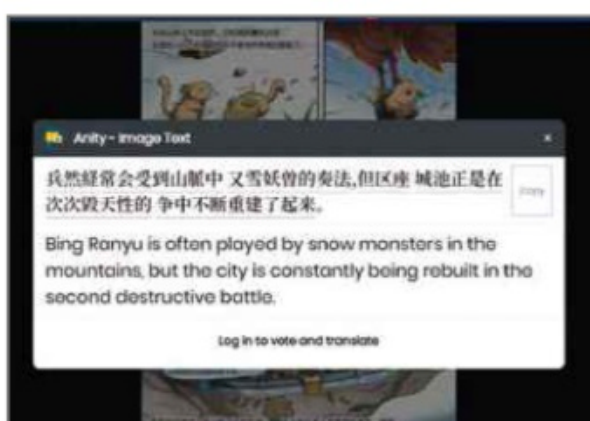 Anity - Image Text
×
兵然経常会受到山脈中 又雪妖曾的奏法,但区座 城池正是在
次次毀天性的 争中不断重建了起来。
copy
Bing Ranyu is often played by snow monsters in the
mountains, but the city is constantly being rebuilt in the
second destructive battle.
Log in to vote and translate